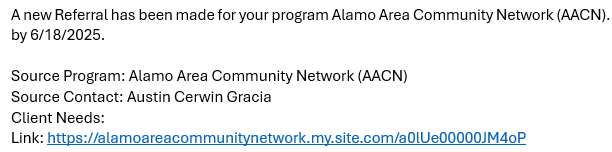 A new Referral has been made for your program Alamo Area Community Network (AACN).
by 6/18/2025.
Source Program: Alamo Area Community Network (AACN)
Source Contact: Austin Cerwin Gracia
Client Needs:
Link: https://alamoareacommunitynetwork.my.site.com/a0lUe00000JM4oP